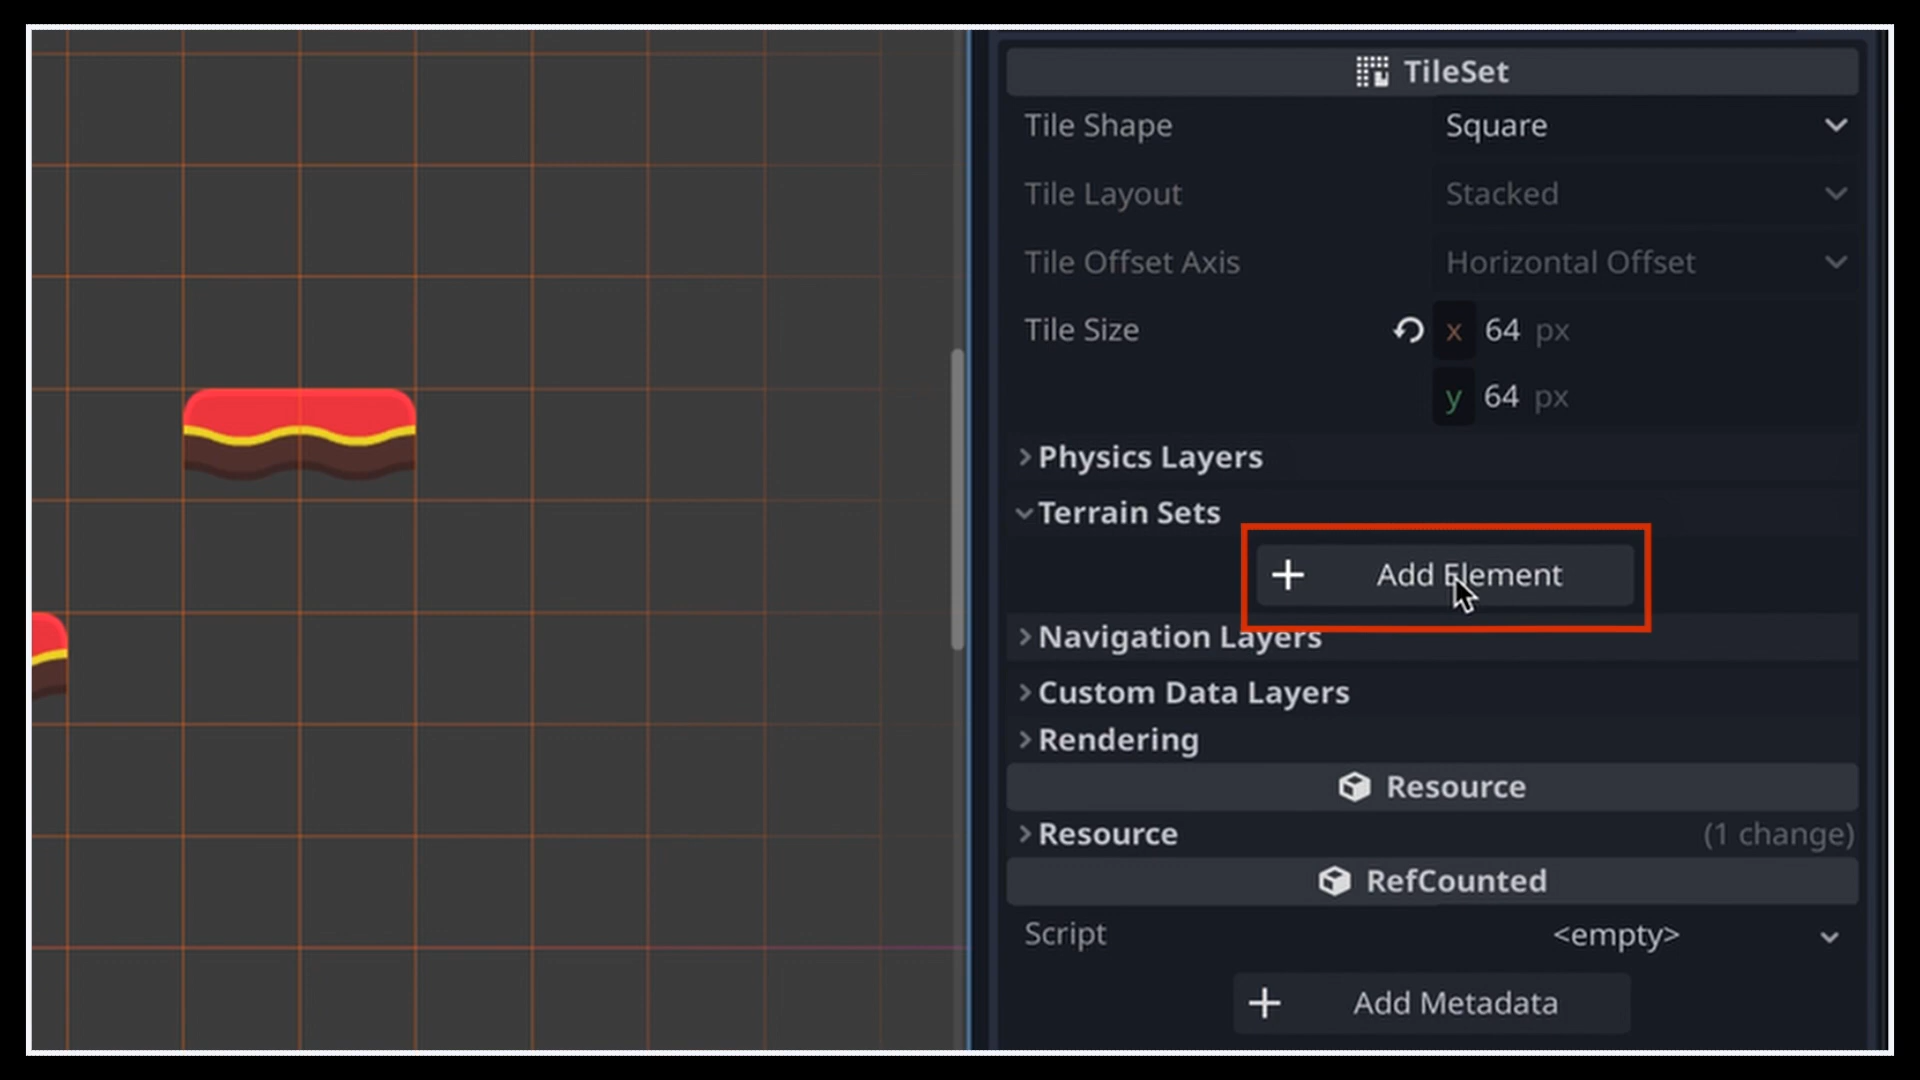 TileSet
Tile Shape Square
Tile Layout Stacked
Tile Offset Axis Horizontal Offset
Tile Size x 64 px
y 64 px
Physics Layers
Terrain Sets
Add Element
Navigation Layers
Custom Data Layers
Rendering
Resource
Resource (1 change)
RefCounted
Script <empty>
Add Metadata